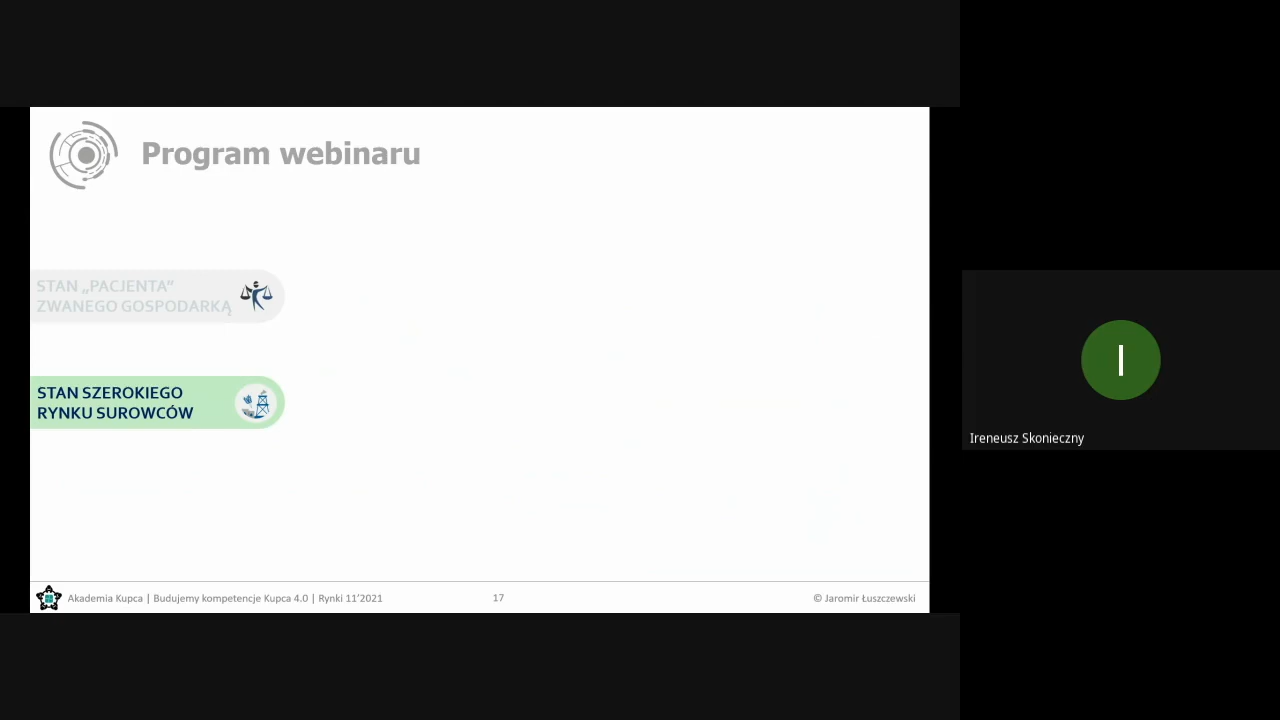 Program webinaru
STAN „PACJENTA”
ZWANEGO GOSPODARKĄ
STAN SZEROKIEGO
RYNKU SUROWCÓW
I
Ireneusz Skonieczny
Akademia Kupca | Budujemy kompetencje Kupca 4.0 | Rynki 11’2021
17
© Jaromir Łuszczewski